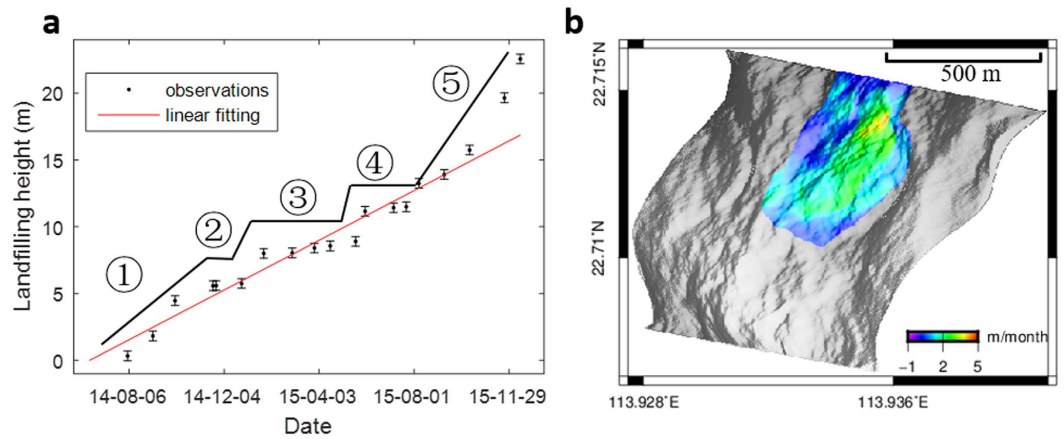 a
b
Landfilling height (m)
20
15
10
5
0
observations
linear fitting
①
②
③
④
⑤
14-08-06
14-12-04
15-04-03
15-08-01
15-11-29
Date
22.715°N
22.71°N
500 m
m/month
−1
2
5
113.928°E
113.936°E